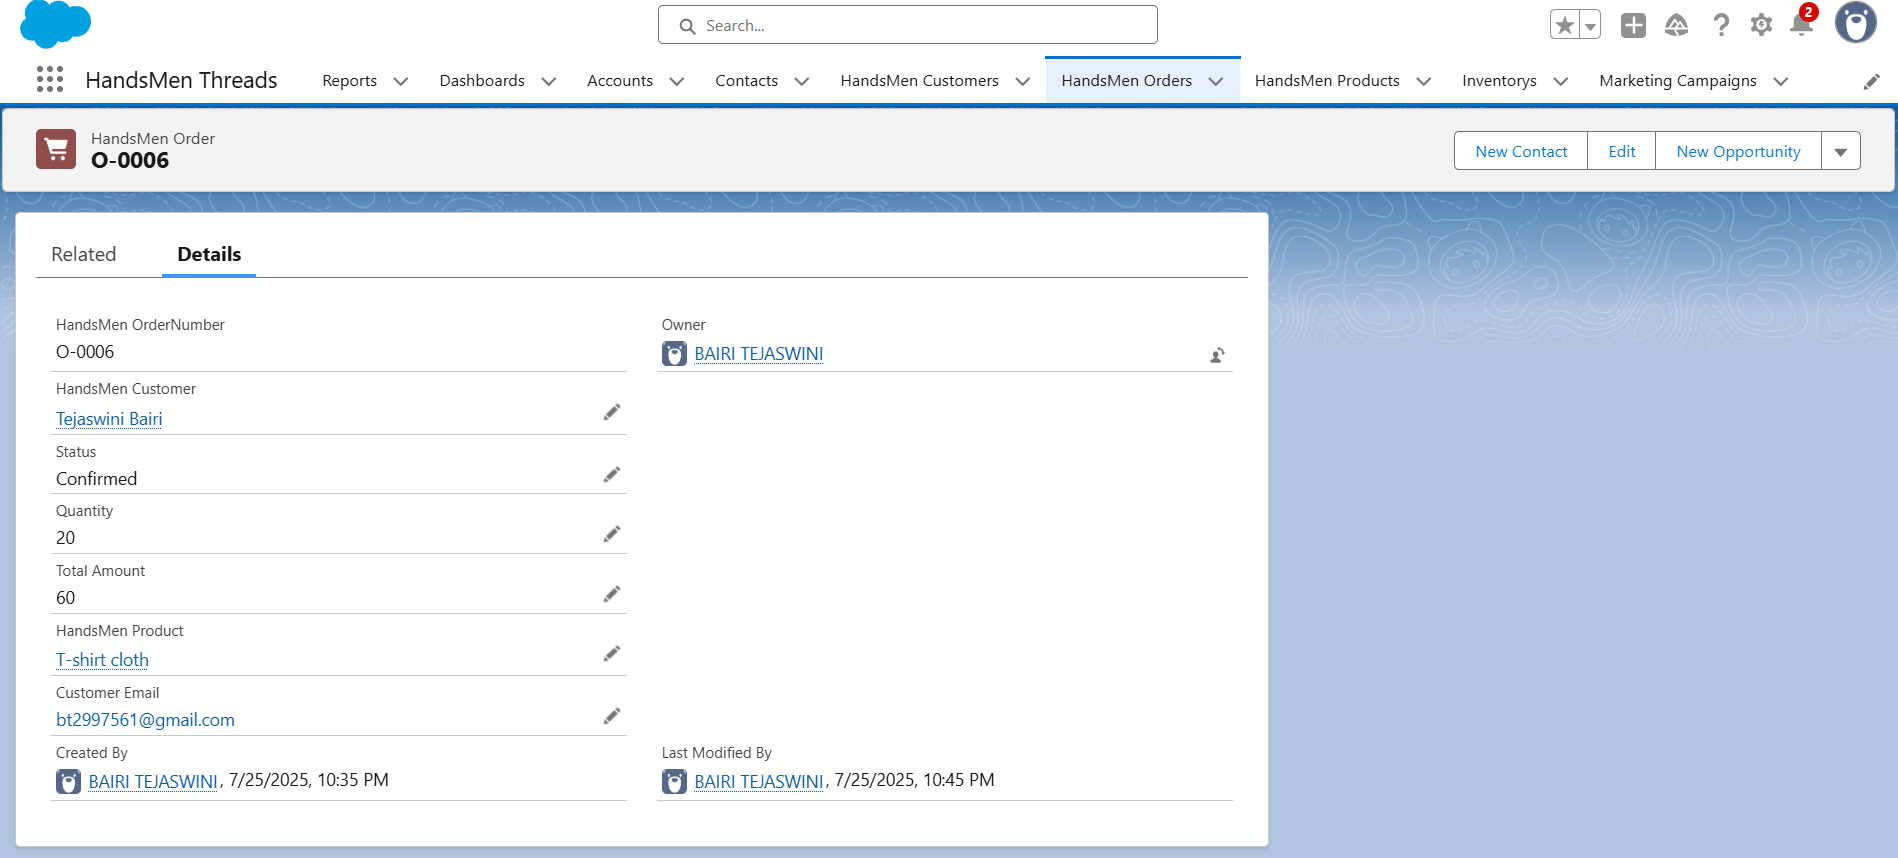 Search...
2
HandsMen Threads
Reports
Dashboards
Accounts
Contacts
HandsMen Customers
HandsMen Orders
HandsMen Products
Inventorys
Marketing Campaigns
HandsMen Order
O-0006
New Contact
Edit
New Opportunity
Related
Details
HandsMen OrderNumber
O-0006
Owner
BAIRI TEJASWINI
HandsMen Customer
Tejaswini Bairi
Status
Confirmed
Quantity
20
Total Amount
60
HandsMen Product
T-shirt cloth
Customer Email
bt2997561@gmail.com
Created By
BAIRI TEJASWINI, 7/25/2025, 10:35 PM
Last Modified By
BAIRI TEJASWINI, 7/25/2025, 10:45 PM